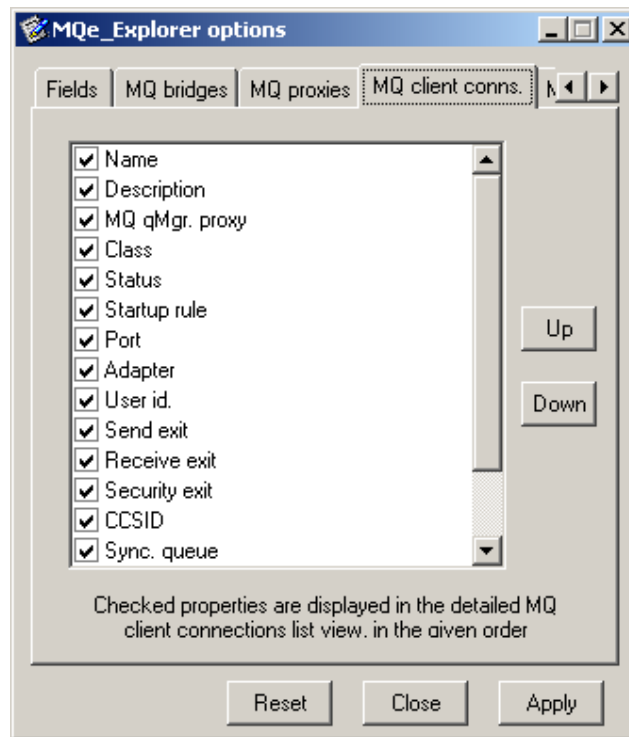 MQe_Explorer options
Fields MQ bridges MQ proxies MQ client conns.
Name
Description
MQ qMgr. proxy
Class
Status
Startup rule
Port
Adapter
User id.
Send exit
Receive exit
Security exit
CCSID
Sync. queue
Up
Down
Checked properties are displayed in the detailed MQ
client connections list view, in the given order
Reset Close Apply